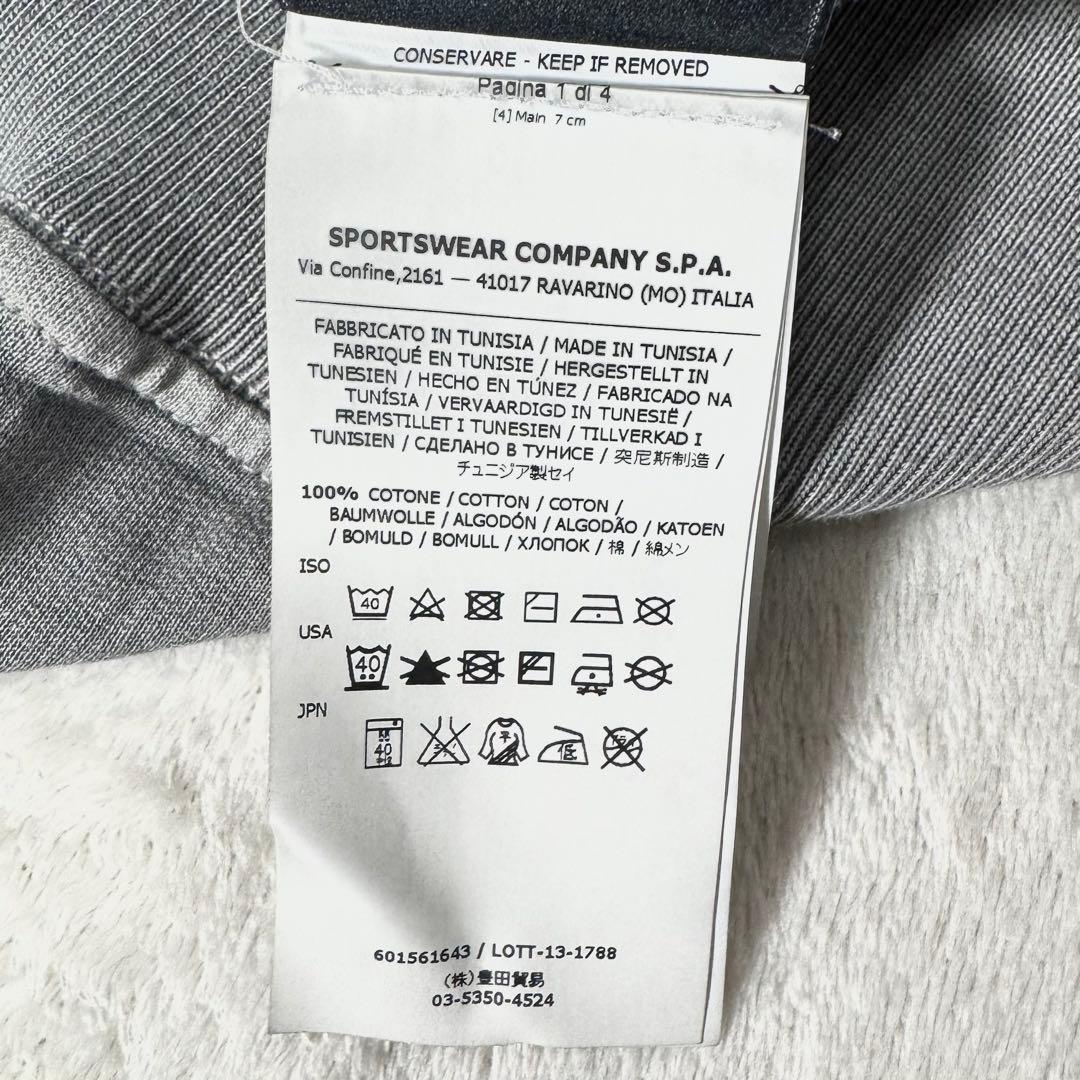 CONSERVARE - KEEP IF REMOVED
Pagina 1 di 4
[4] Main 7 cm
SPORTSWEAR COMPANY S.P.A.
Via Confine,2161 — 41017 RAVARINO (MO) ITALIA
FABBRICATO IN TUNISIA / MADE IN TUNISIA /
FABRIQUÉ EN TUNISIE / HERGESTELLT IN
TUNESIEN / HECHO EN TÚNEZ / FABRICADO NA
TUNÍSIA / VERVAARDIGD IN TUNESIË /
FREMSTILLET I TUNESIEN / TILLVERKAD I
TUNISIEN / СДЕЛАНО В ТУНИСЕ / 突尼斯制造 /
チュニジア製セイ
100% COTONE / COTTON / COTON /
BAUMWOLLE / ALGODÓN / ALGODÃO / KATOEN
/ BOMULD / BOMULL / ХЛОПОК / 棉 / 綿メン
ISO
40
USA
40
JPN
40 平 低
601561643 / LOTT-13-1788
(株)豊田貿易
03-5350-4524